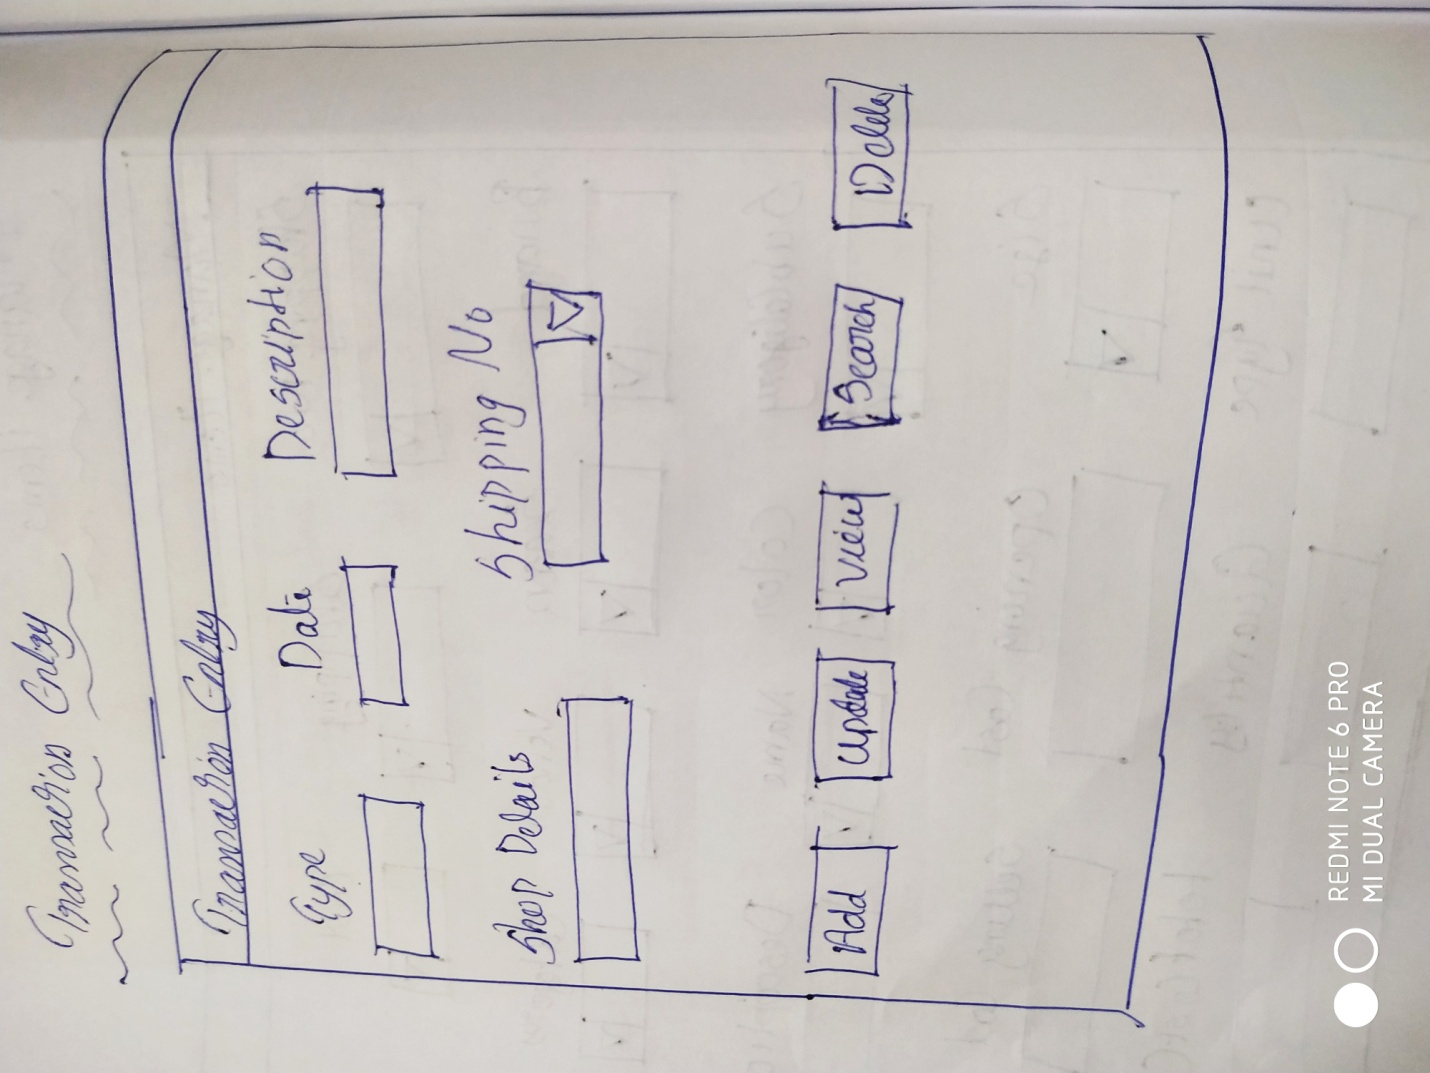 Transaction Entry
Transaction Entry
Type Date Description
Shop Details Shipping No
Add Update View Search Delete
REDMI NOTE 6 PRO
MI DUAL CAMERA